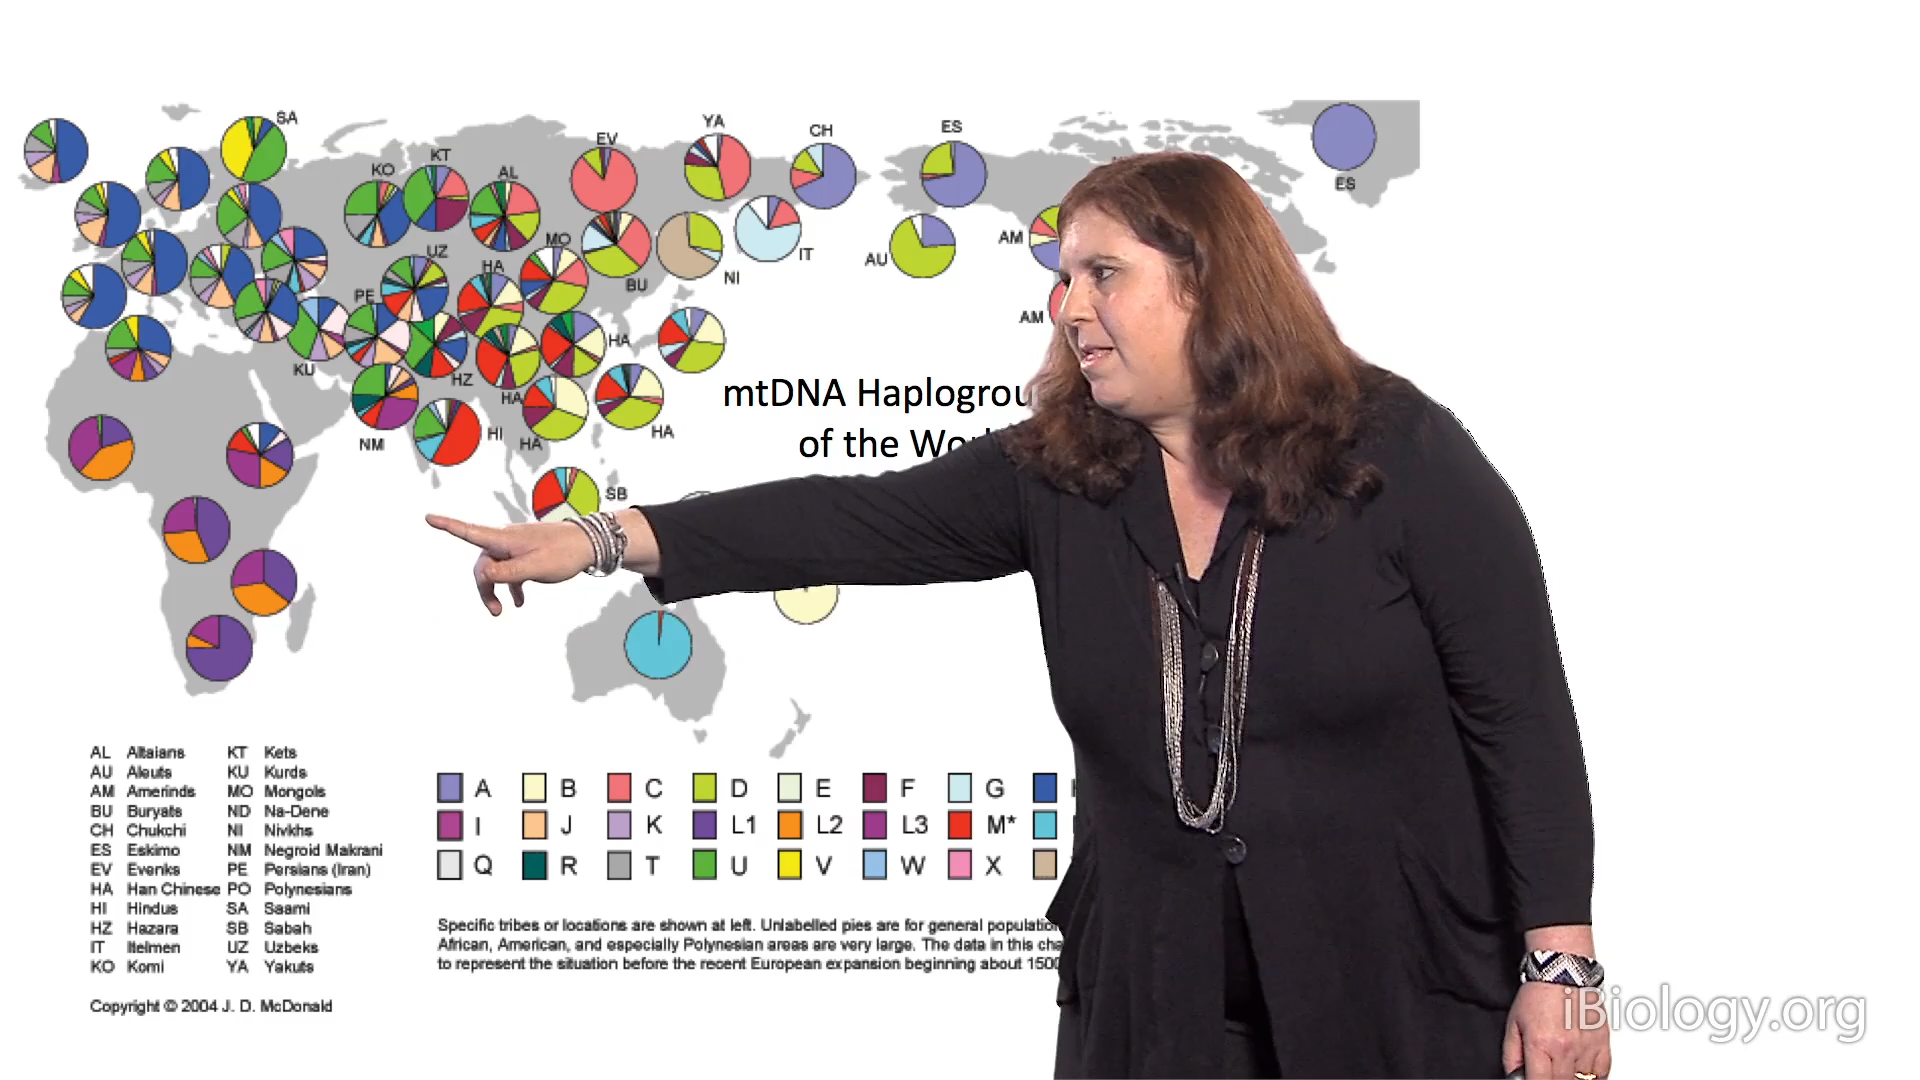 SA
EV
YA
CH
ES
KO
KT
AL
ES
UZ
MO
HA
BU
NI
IT
AU
AM
PE
AM
KU
HZ
HA
HA
NM
HI
HA
HA
SB
mtDNA Haplogrou
of the Wor
AL Altaians KT Kets
AU Aleuts KU Kurds
AM Amerinds MO Mongols
BU Buryats ND Na-Dene
CH Chukchi NI Nivkhs
ES Eskimo NM Negroid Makrani
EV Evenks PE Persians (Iran)
HA Han Chinese PO Polynesians
HI Hindus SA Saami
HZ Hazara SB Sabah
IT Itelmen UZ Uzbeks
KO Komi YA Yakuts
Copyright © 2004 J. D. McDonald
A B C D E F G
I J K L1 L2 L3 M*
Q R T U V W X
Specific tribes or locations are shown at left. Unlabelled pies are for general population
African, American, and especially Polynesian areas are very large. The data in this cha
to represent the situation before the recent European expansion beginning about 1500
iBiology.org